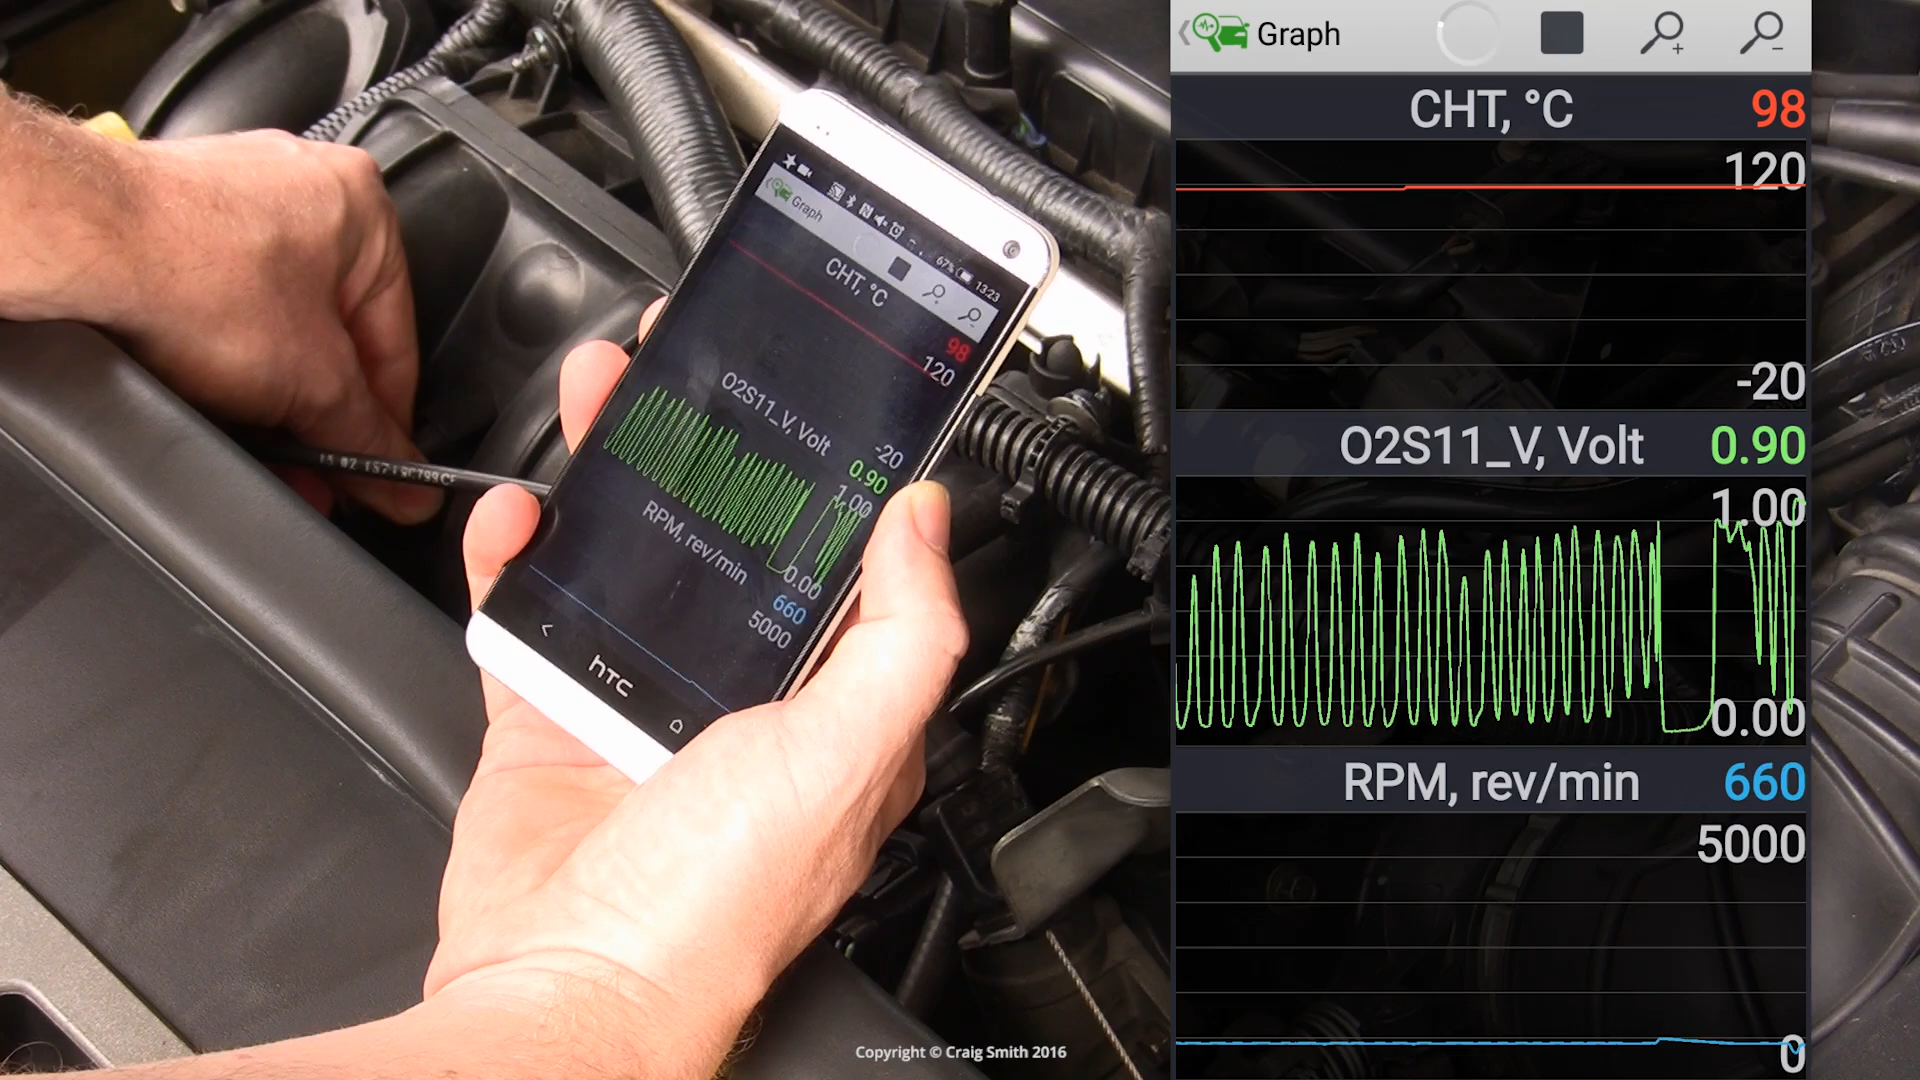 Graph
CHT, °C 98
120
-20
O2S11_V, Volt 0.90
1.00
0.00
RPM, rev/min 660
5000
0
67% 13:23
Graph
CHT, °C
98
120
-20
O2S11_V, Volt
0.90
1.00
0.00
RPM, rev/min
660
5000
hTC
Copyright © Craig Smith 2016